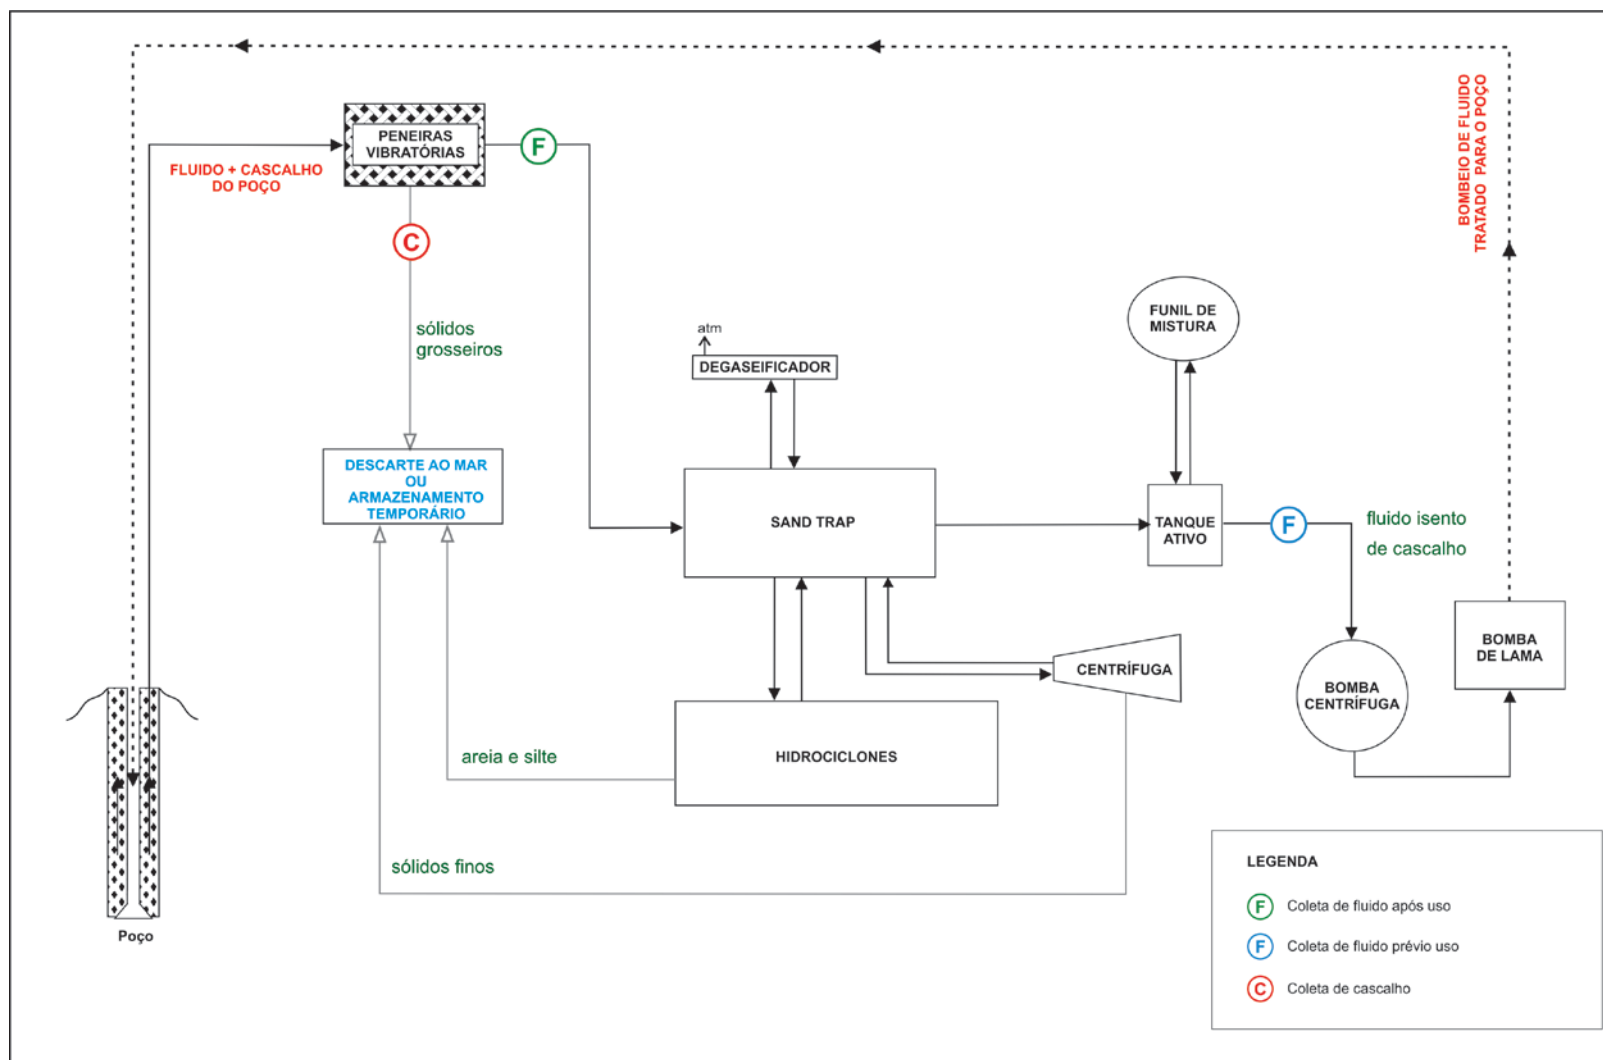 BOMBEIO DE FLUIDO
TRATADO PARA O POÇO
PENEIRAS
VIBRATÓRIAS
F
FLUIDO + CASCALHO
DO POÇO
C
sólidos
grosseiros
FUNIL DE
MISTURA
atm
DEGASEIFICADOR
DESCARTE AO MAR
OU
ARMAZENAMENTO
TEMPORÁRIO
SAND TRAP
TANQUE
ATIVO
F
fluido isento
de cascalho
BOMBA
DE LAMA
CENTRÍFUGA
BOMBA
CENTRÍFUGA
areia e silte
HIDROCICLONES
sólidos finos
Poço
LEGENDA
F Coleta de fluido após uso
F Coleta de fluido prévio uso
C Coleta de cascalho